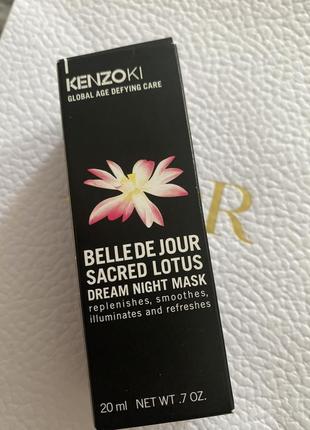 KENZOKI
GLOBAL AGE DEFYING CARE
BELLE DE JOUR
SACRED LOTUS
DREAM NIGHT MASK
replenishes, smoothes,
illuminates and refreshes
20 ml NET WT .7 OZ.
R